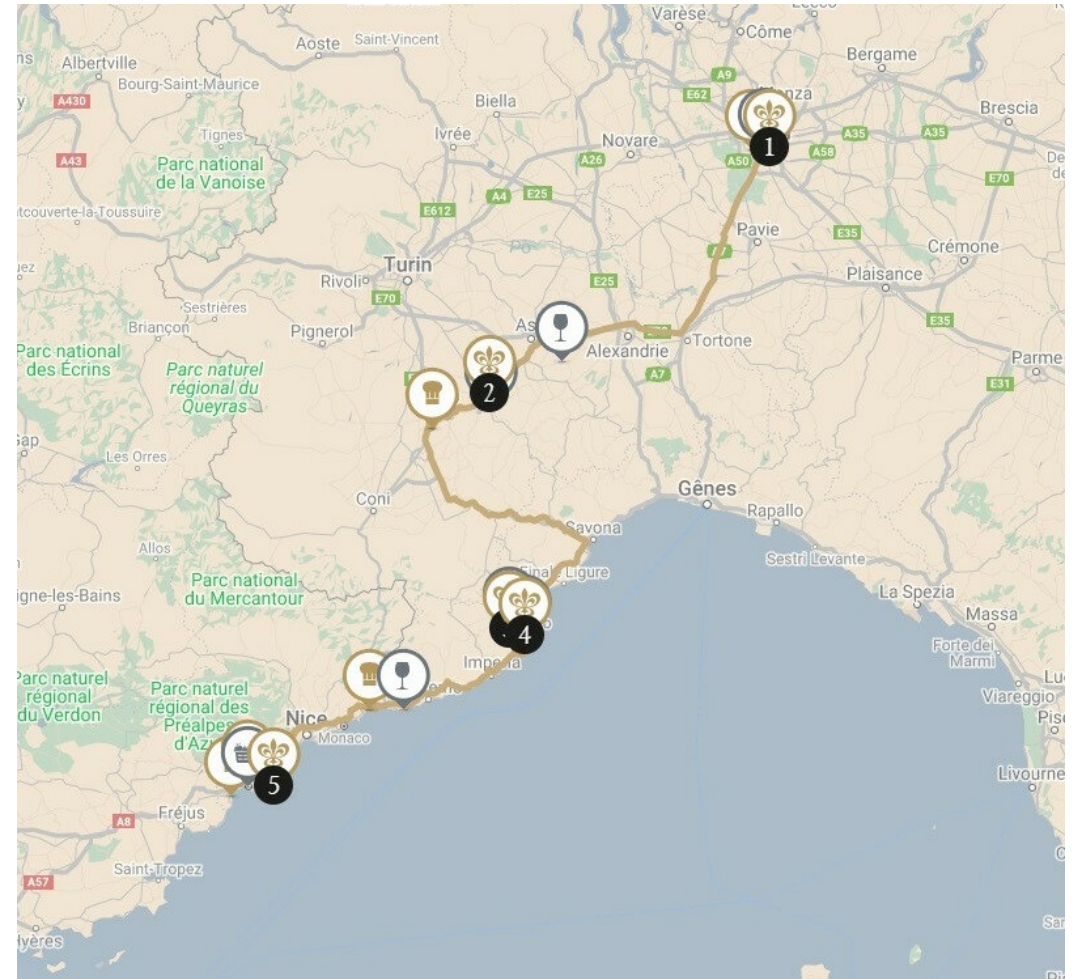 Varèse
Côme
Aoste
Saint-Vincent
Albertville
Bergame
A9
Bourg-Saint-Maurice
E62
A430
Biella
Brescia
Tignes
Ivrée
Novare
A35
A35
A43
A26
A50
1
A58
Parc national
de la Vanoise
E70
A4
E25
E612
Pavie
Crémone
Po
E35
A7
Turin
Plaisance
Rivoli
E25
E70
Sestrières
Briançon
Pignerol
E35
Alexandrie
Tortone
Parc national
des Écrins
Parme
Parc naturel
régional du
Queyras
A7
E31
2
Gap
Les Orres
Coni
Gênes
Rapallo
Savona
Allos
Sestri Levante
Finale Ligure
Parc national
du Mercantour
La Spezia
Massa
4
Forte dei
Marmi
Imperia
Parc naturel
régional
du Verdon
Parc naturel
régional des
Préalpes
d'Azur
Viareggio
Nice
Monaco
5
Livourne
Fréjus
A8
Saint-Tropez
A57
Hyères